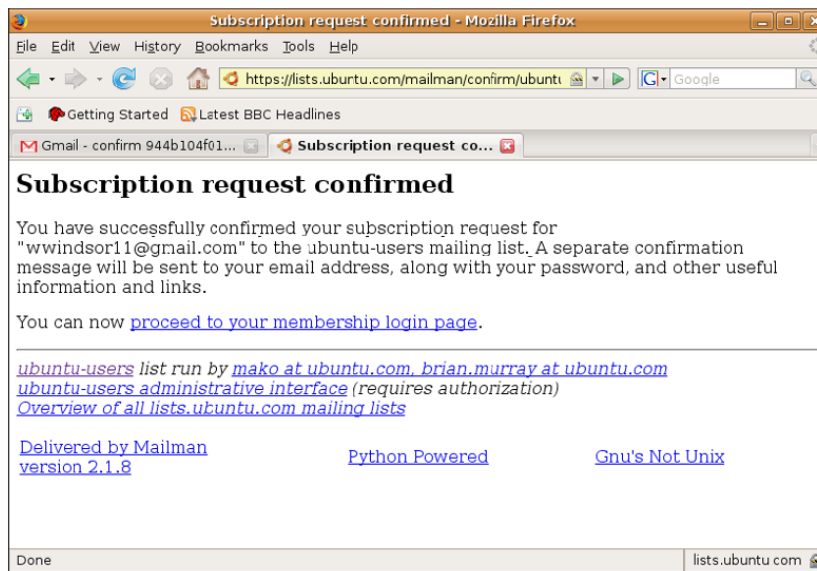 Subscription request confirmed - Mozilla Firefox
File Edit View History Bookmarks Tools Help
https://lists.ubuntu.com/mailman/confirm/ubuntu G Google
Getting Started Latest BBC Headlines
Gmail - confirm 944b104f01... Subscription request co...
Subscription request confirmed
You have successfully confirmed your subscription request for
"wwindsor11@gmail.com" to the ubuntu-users mailing list. A separate confirmation
message will be sent to your email address, along with your password, and other useful
information and links.
You can now proceed to your membership login page.
ubuntu-users list run by mako at ubuntu.com, brian.murray at ubuntu.com
ubuntu-users administrative interface (requires authorization)
Overview of all lists.ubuntu.com mailing lists
Delivered by Mailman
version 2.1.8 Python Powered Gnu's Not Unix
Done lists.ubuntu.com